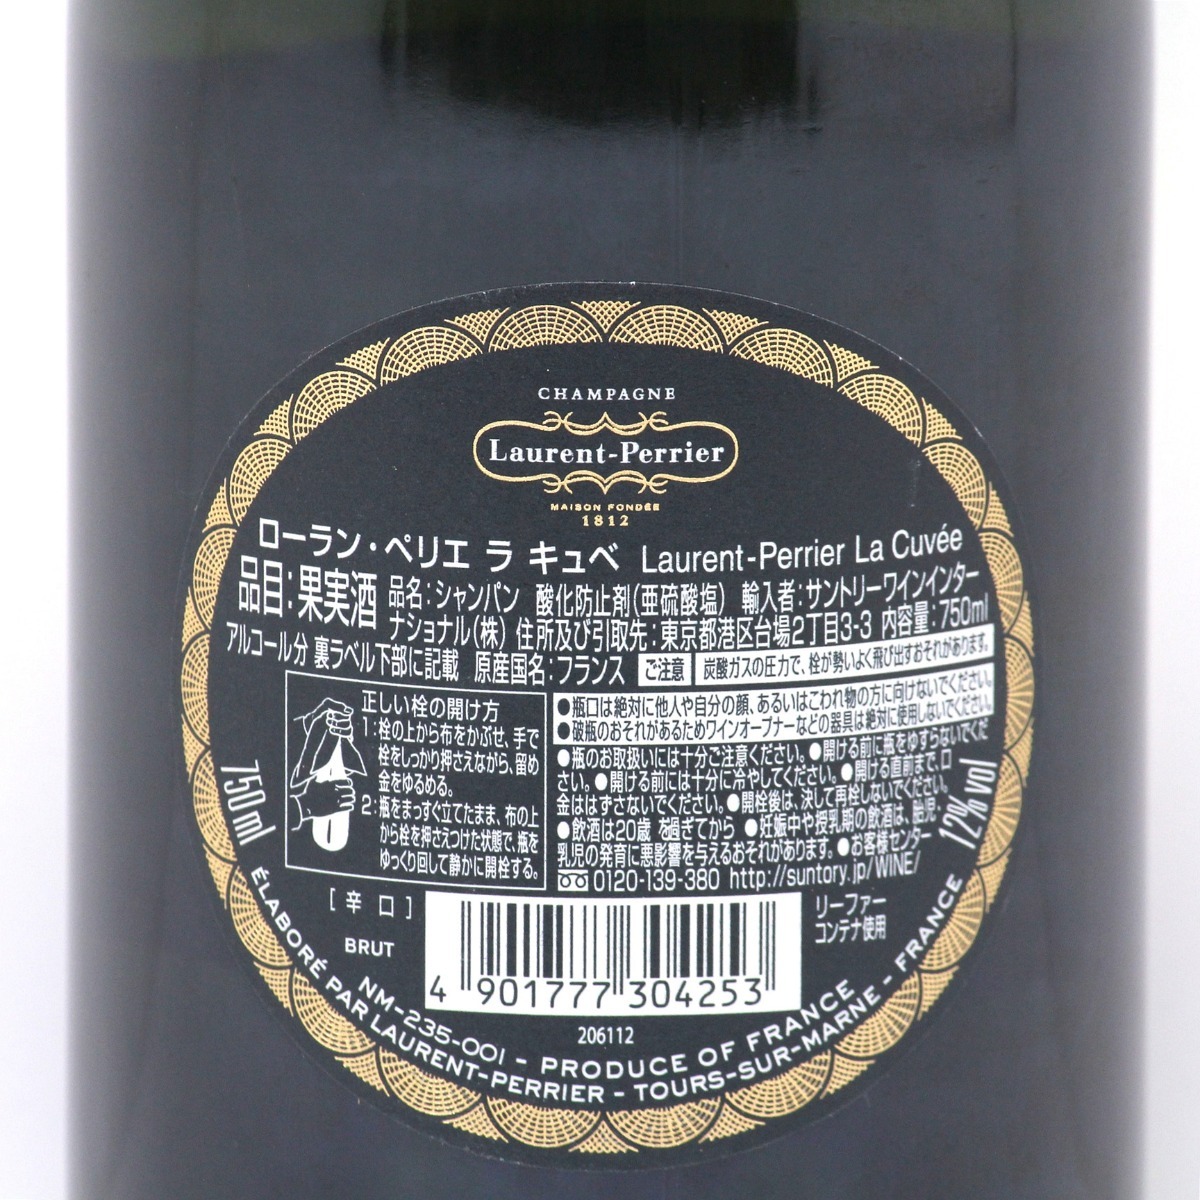 CHAMPAGNE
Laurent-Perrier
MAISON FONDÉE
1812
ローラン・ペリエ ラ キュベ Laurent-Perrier La Cuvée
品目:果実酒 品名:シャンパン 酸化防止剤(亜硫酸塩) 輸入者:サントリーワインインター
ナショナル(株) 住所及び引取先:東京都港区台場2丁目3-3 内容量:750ml
アルコール分 裏ラベル下部に記載 原産国名:フランス ご注意 炭酸ガスの圧力で、栓が勢いよく飛び出すおそれがあります。
●瓶口は絶対に他人や自分の顔、あるいはこわれ物の方に向けないでください。
●破瓶のおそれがあるためワインオープナーなどの器具は絶対に使用しないでください。
正しい栓の開け方
1:栓の上から布をかぶせ、手で
栓をしっかり押さえながら、留め
金をゆるめる。
2:瓶をまっすぐ立てたまま、布の上
から栓を押さえつけた状態で、瓶を
ゆっくり回して静かに開栓する。
●瓶のお取扱いには十分ご注意ください。●開ける前に瓶をゆすらないでくだ
さい。●開ける前には十分に冷やしてください。●開ける直前まで、口
金ははずさないでください。●開栓後は、決して再栓しないでください。
●飲酒は20歳を過ぎてから ●妊娠中や授乳期の飲酒は、胎児・
乳児の発育に悪影響を与えるおそれがあります。●お客様センター
0120-139-380 http://suntory.jp/WINE/
750ml
12% vol
[辛口]
BRUT
リーファー
コンテナ使用
4 901777 304253
206112
NM-235-001 - PRODUCE OF FRANCE
ÉLABORÉ PAR LAURENT-PERRIER - TOURS-SUR-MARNE - FRANCE